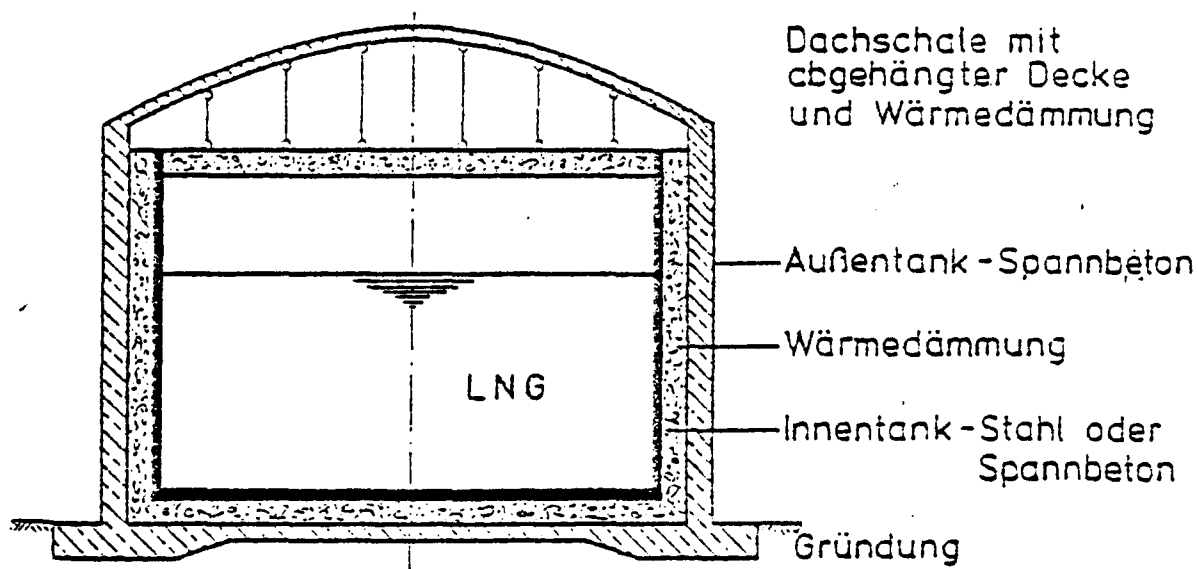 Dachschale mit
abgehängter Decke
und Wärmedämmung
Außentank-Spannbeton
Wärmedämmung
LNG
Innentank-Stahl oder
Spannbeton
Gründung